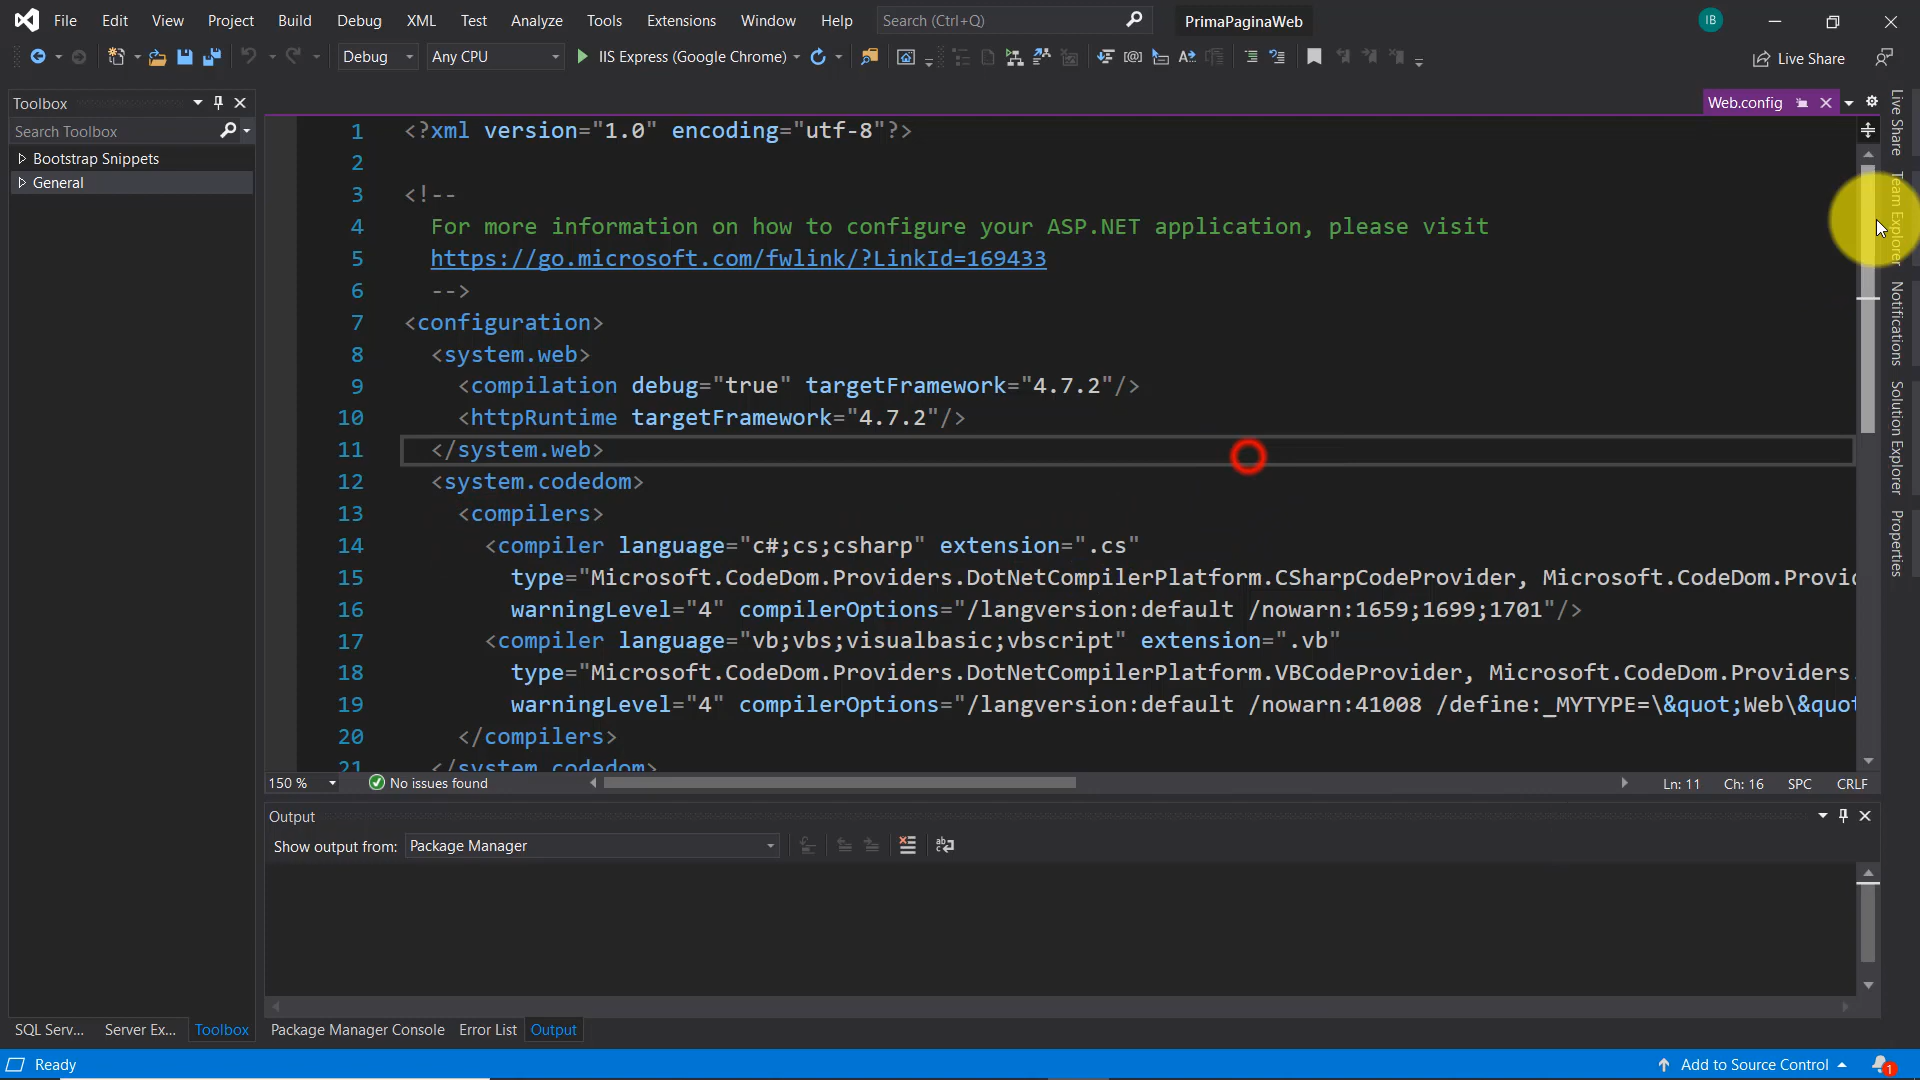 File Edit View Project Build Debug XML Test Analyze Tools Extensions Window Help Search (Ctrl+Q) PrimaPaginaWeb IB
Debug Any CPU IIS Express (Google Chrome) Live Share
Toolbox
Search Toolbox
Bootstrap Snippets
General
Web.config
1 <?xml version="1.0" encoding="utf-8"?>
2
3 <!--
4 For more information on how to configure your ASP.NET application, please visit
5 https://go.microsoft.com/fwlink/?LinkId=169433
6 -->
7 <configuration>
8 <system.web>
9 <compilation debug="true" targetFramework="4.7.2"/>
10 <httpRuntime targetFramework="4.7.2"/>
11 </system.web>
12 <system.codedom>
13 <compilers>
14 <compiler language="c#;cs;csharp" extension=".cs"
15 type="Microsoft.CodeDom.Providers.DotNetCompilerPlatform.CSharpCodeProvider, Microsoft.CodeDom.Provid
16 warningLevel="4" compilerOptions="/langversion:default /nowarn:1659;1699;1701"/>
17 <compiler language="vb;vbs;visualbasic;vbscript" extension=".vb"
18 type="Microsoft.CodeDom.Providers.DotNetCompilerPlatform.VBCodeProvider, Microsoft.CodeDom.Providers.
19 warningLevel="4" compilerOptions="/langversion:default /nowarn:41008 /define:_MYTYPE=\&quot;Web\&quot
20 </compilers>
21 </system.codedom>
150 % No issues found Ln: 11 Ch: 16 SPC CRLF
Live Share
Team Explorer
Notifications
Solution Explorer
Properties
Output
Show output from: Package Manager
SQL Serv... Server Ex... Toolbox Package Manager Console Error List Output
Ready Add to Source Control 1